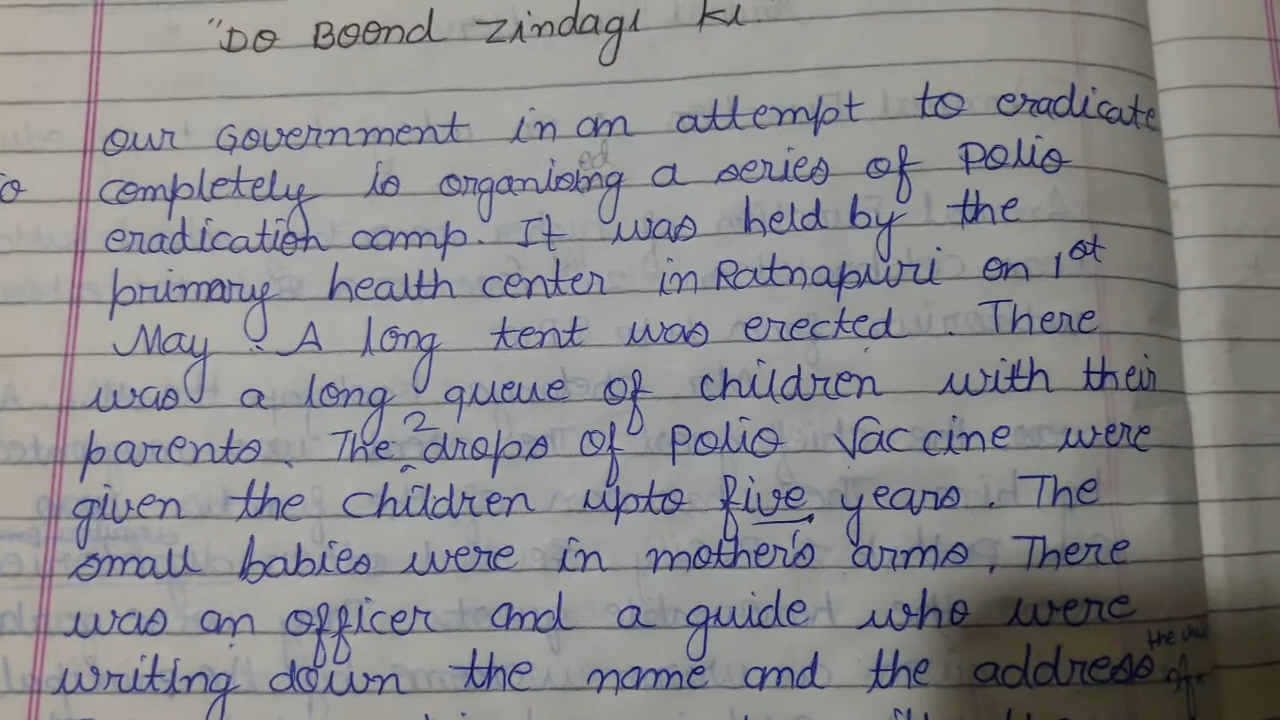 "Do Boond Zindagi Ki
our Government in an attempt to eradicate
completely is organising a series of Polio
ed
eradication camp. It was held by the
primary health center in Ratnapuri on 1st
May. A long tent was erected. There
was a long queue of children with their
parents. The 2 drops of Polio Vaccine were
given the children upto five years. The
small babies were in mother's arms. There
was an officer and a guide who were
writing down the name and the address of
the